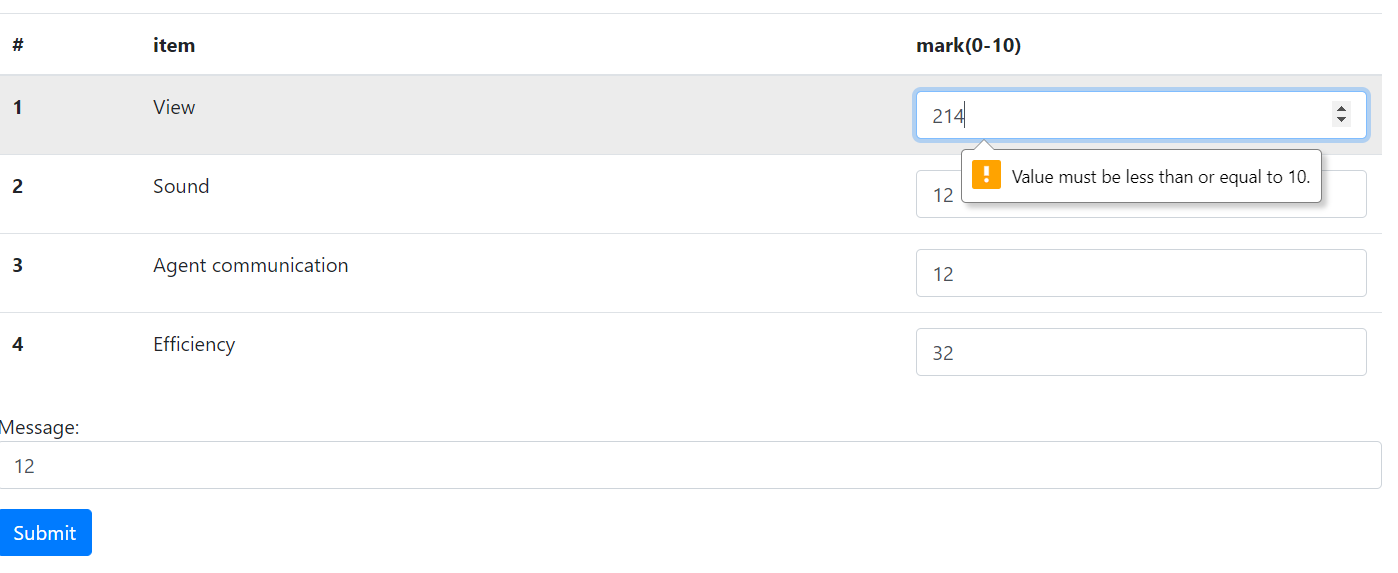 # item mark(0-10)
1 View 214
! Value must be less than or equal to 10.
2 Sound 12
3 Agent communication 12
4 Efficiency 32
Message:
12
Submit